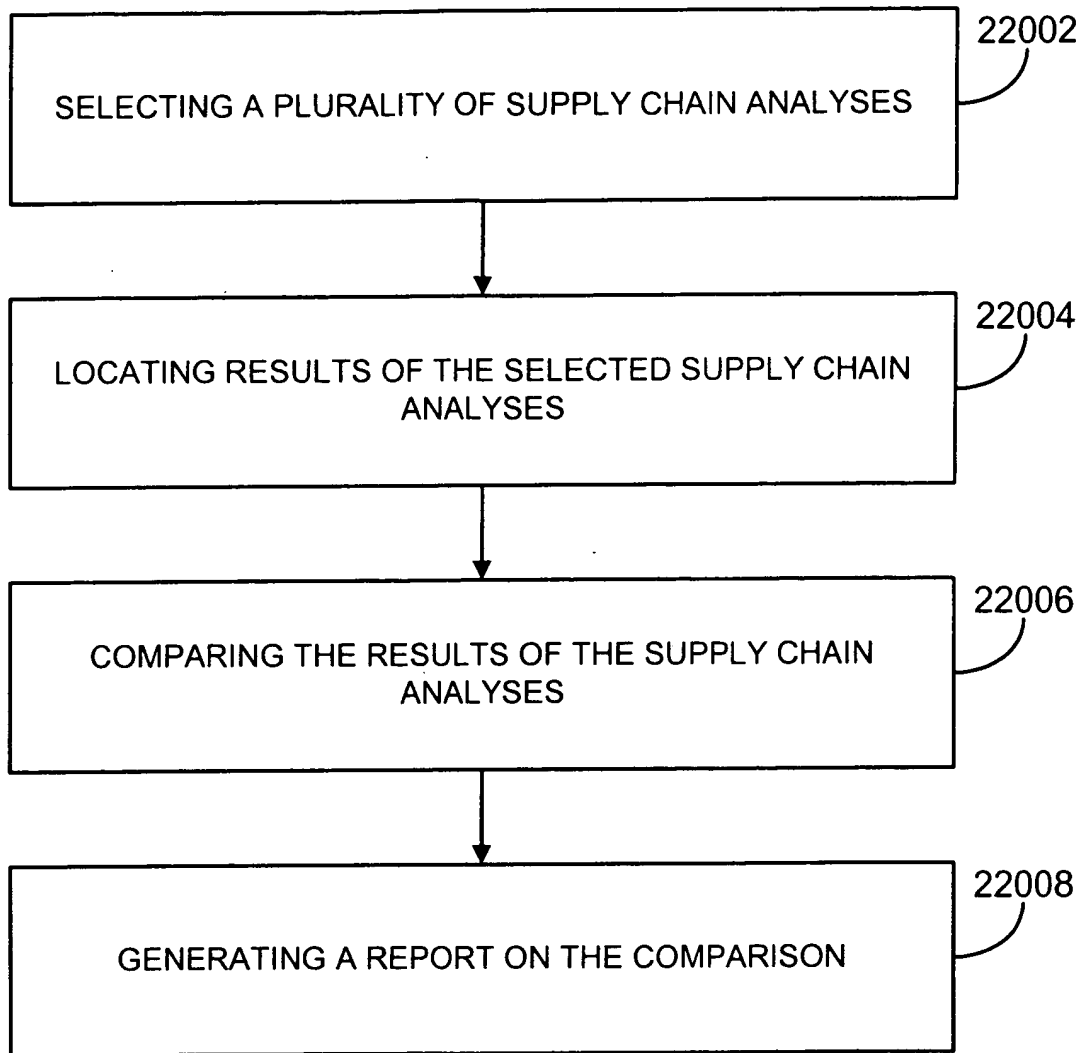 22002
SELECTING A PLURALITY OF SUPPLY CHAIN ANALYSES
22004
LOCATING RESULTS OF THE SELECTED SUPPLY CHAIN
ANALYSES
22006
COMPARING THE RESULTS OF THE SUPPLY CHAIN
ANALYSES
22008
GENERATING A REPORT ON THE COMPARISON